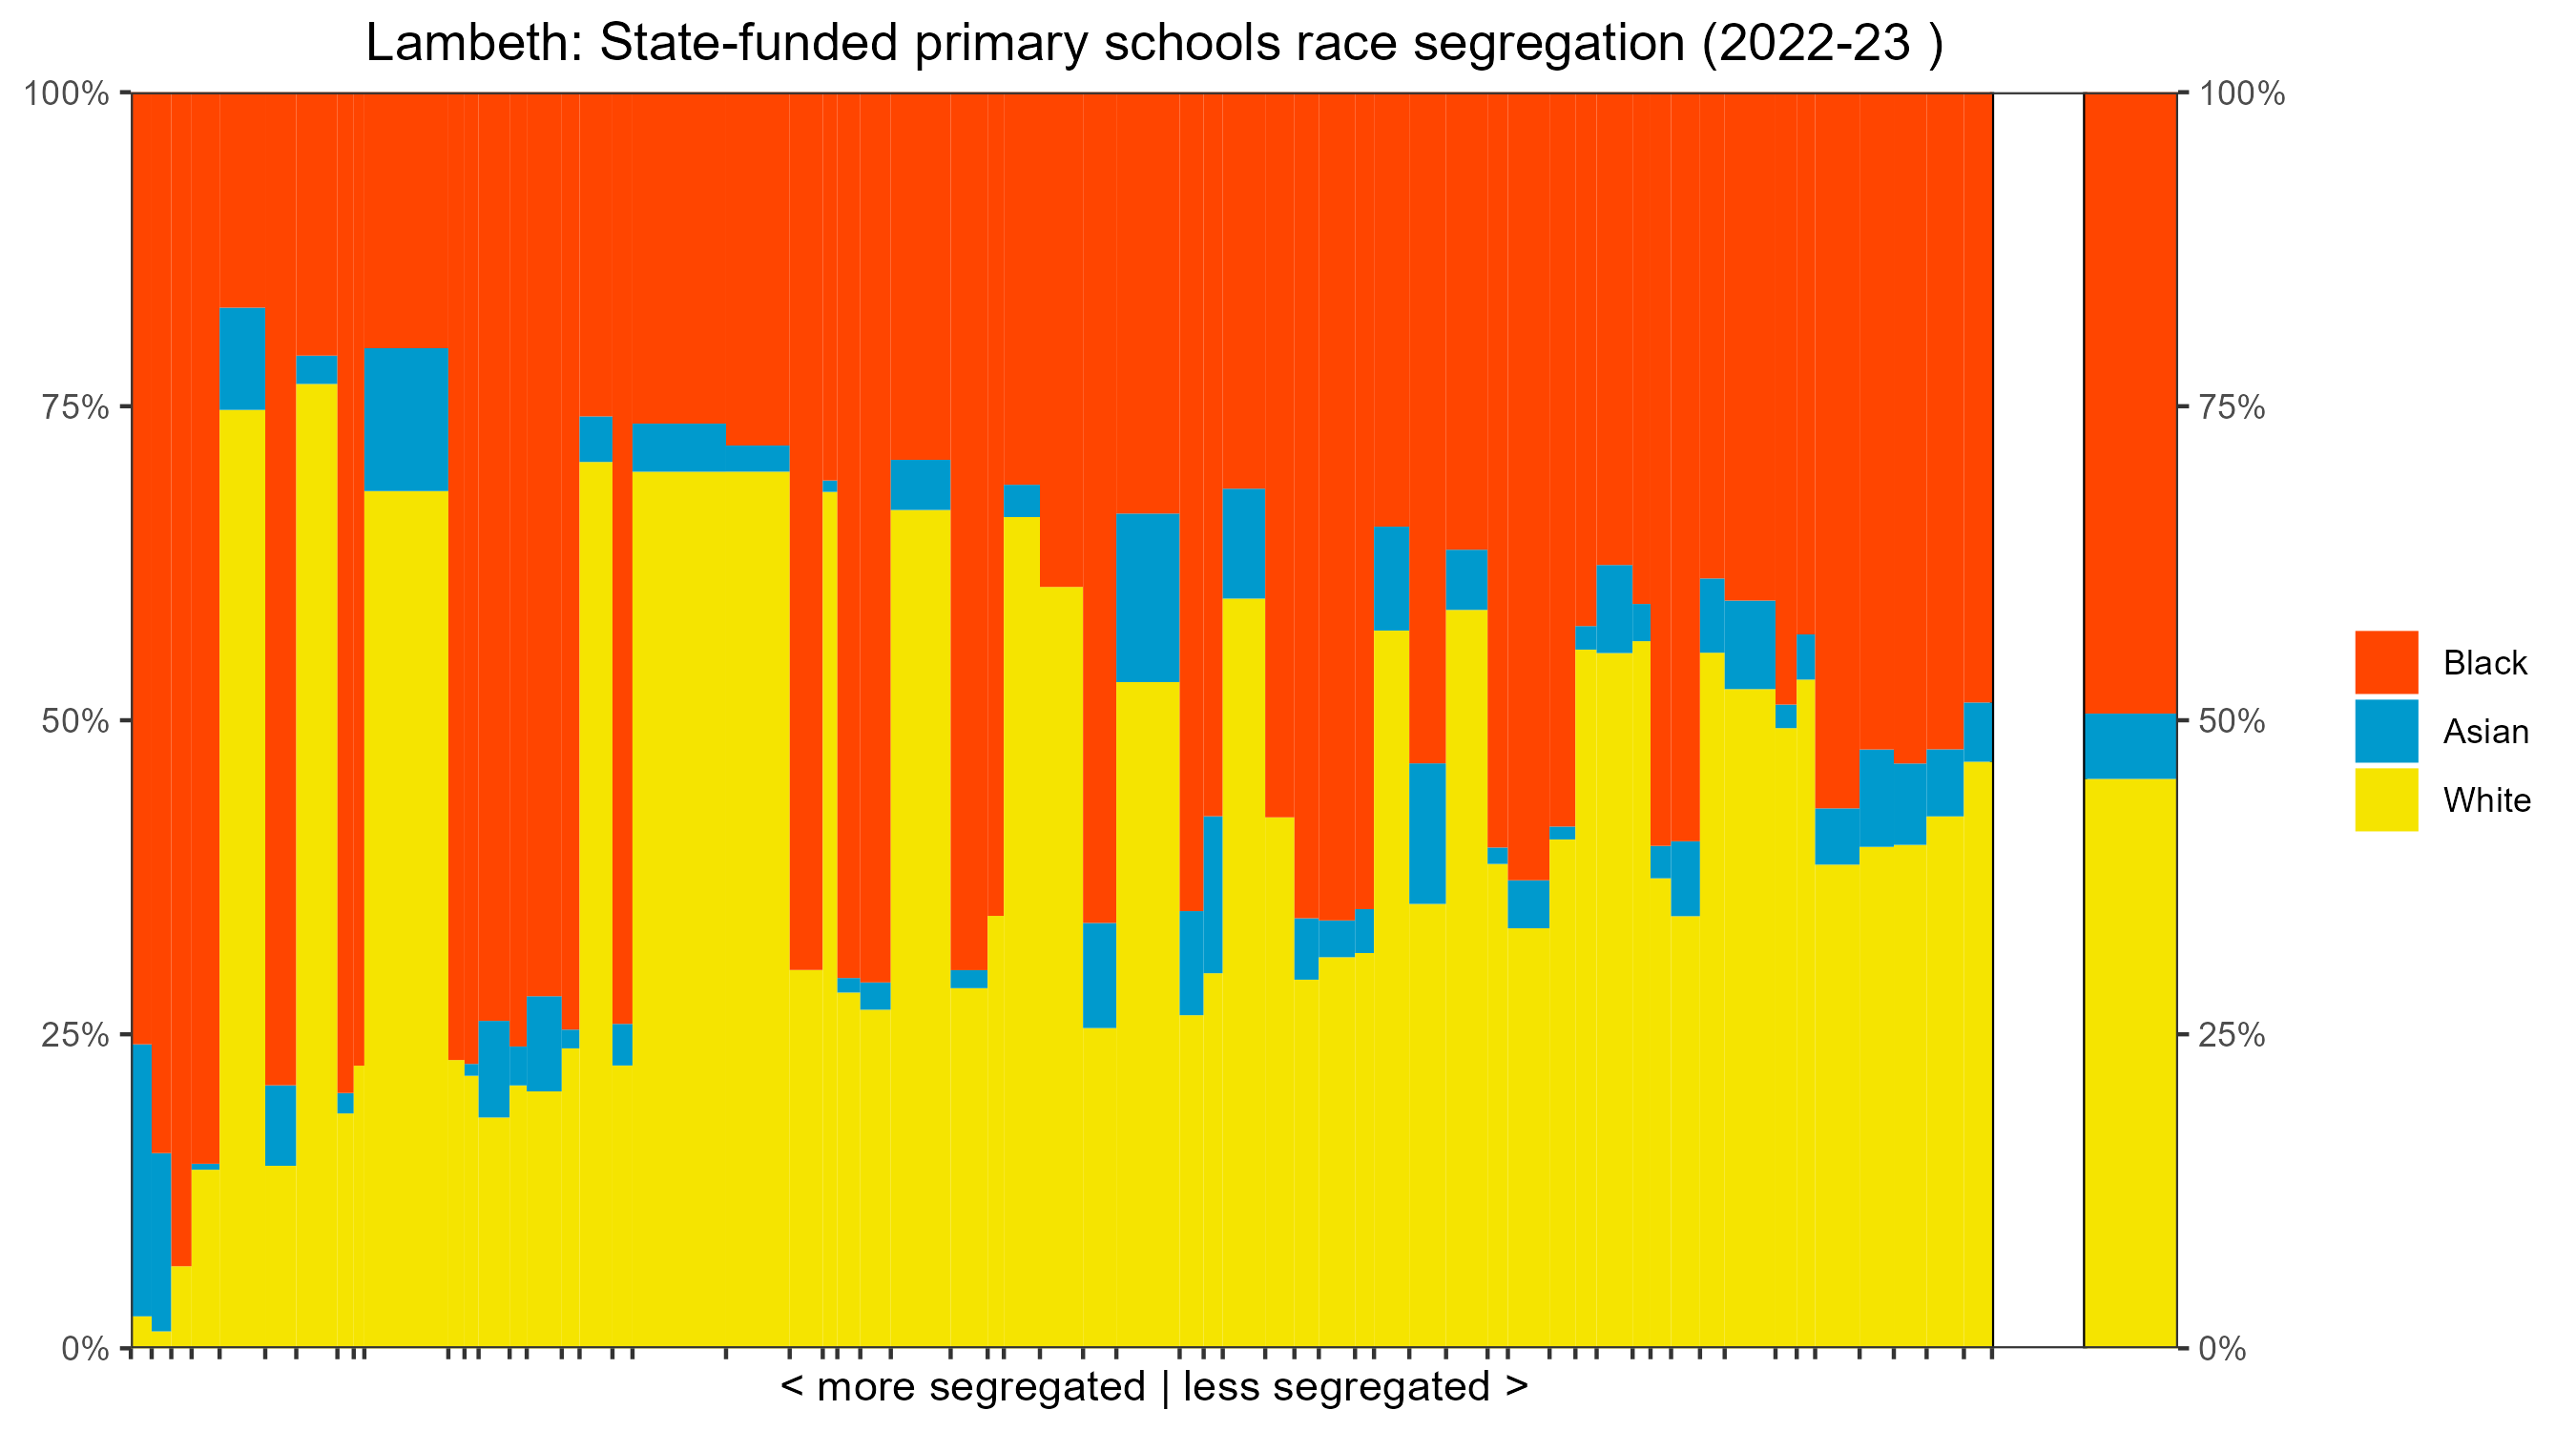 Lambeth: State-funded primary schools race segregation (2022-23 )
100%
75%
50%
25%
0%
100%
75%
50%
25%
0%
Black
Asian
White
< more segregated | less segregated >